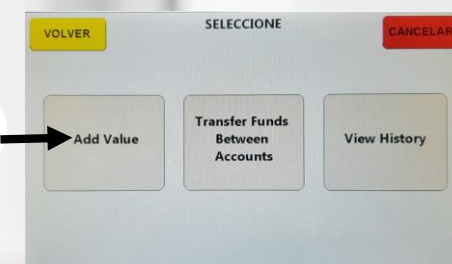 VOLVER
SELECCIONE
CANCELAR
Add Value
Transfer Funds
Between
Accounts
View History